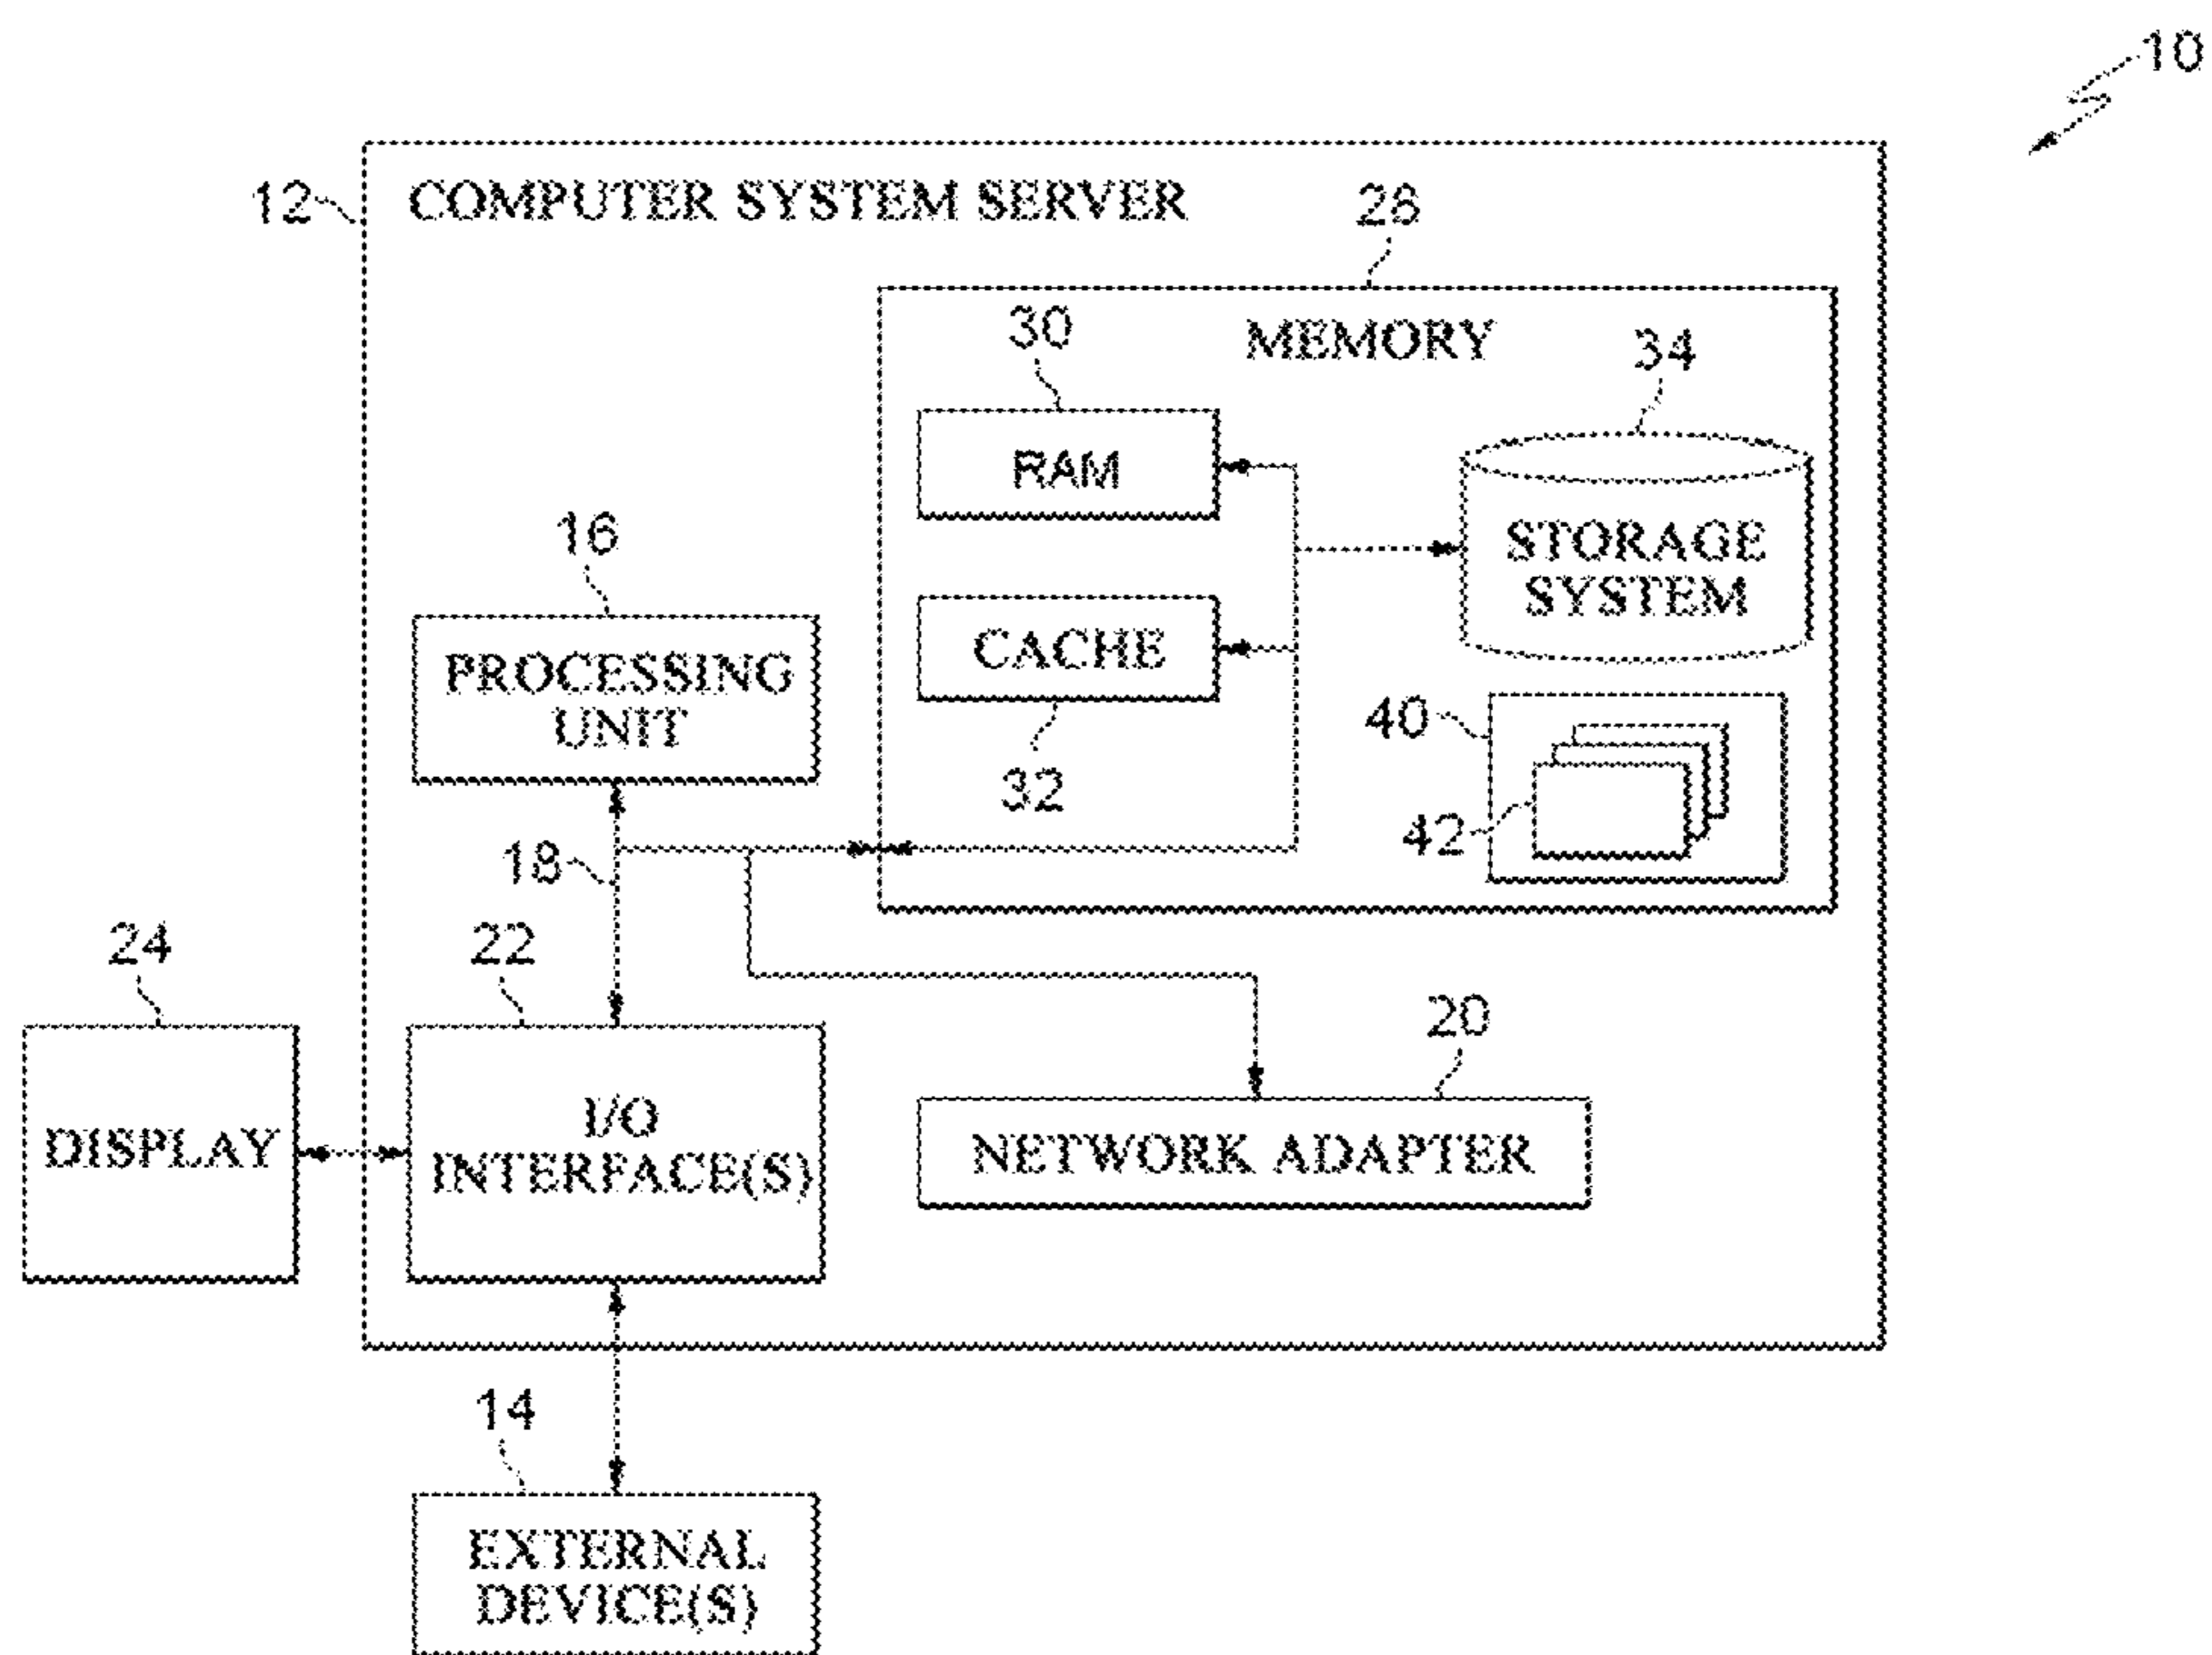 10
12
COMPUTER SYSTEM SERVER
28
MEMORY
30
34
RAM
STORAGE
SYSTEM
16
PROCESSING
UNIT
CACHE
32
40
42
18
24
22
20
DISPLAY
I/O
INTERFACE(S)
NETWORK ADAPTER
14
EXTERNAL
DEVICE(S)